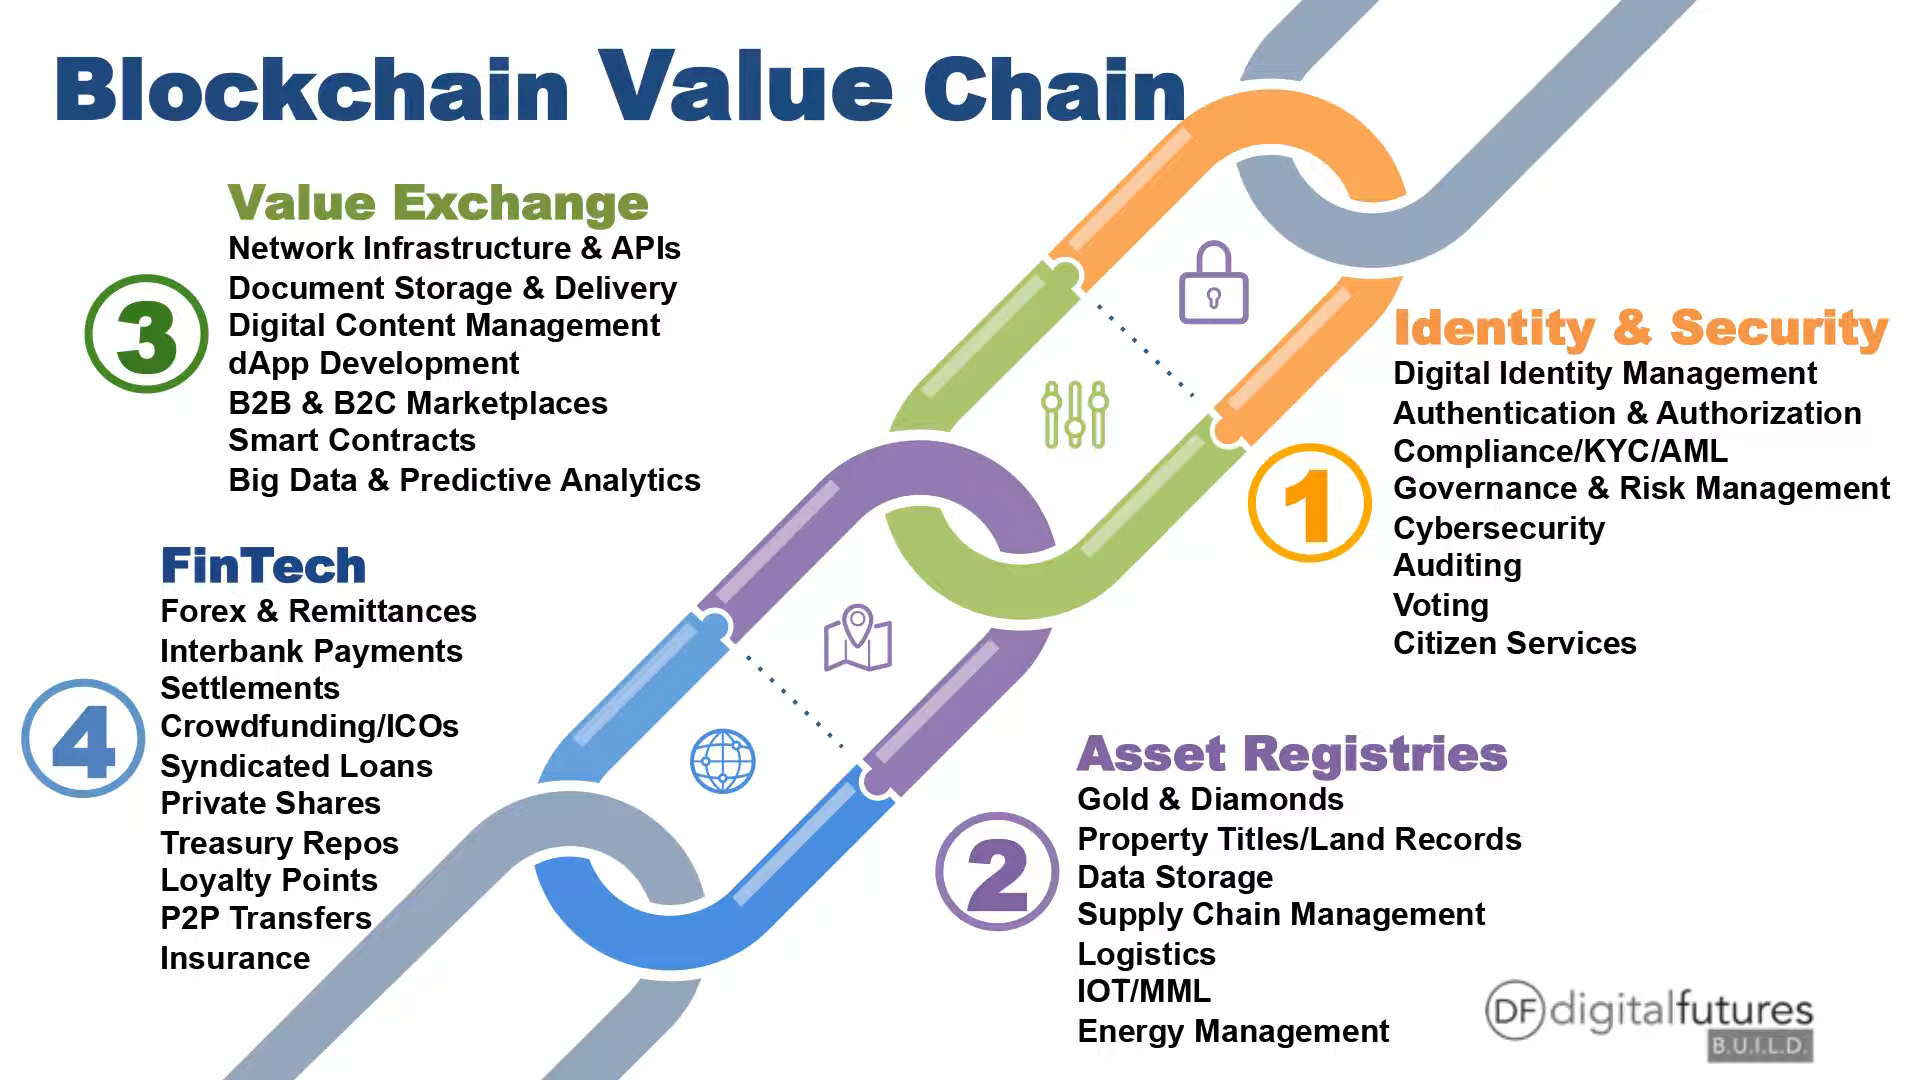 Blockchain Value Chain
Value Exchange
Network Infrastructure & APIs
Document Storage & Delivery
Digital Content Management
dApp Development
B2B & B2C Marketplaces
Smart Contracts
Big Data & Predictive Analytics
3
FinTech
Forex & Remittances
Interbank Payments
Settlements
Crowdfunding/ICOs
Syndicated Loans
Private Shares
Treasury Repos
Loyalty Points
P2P Transfers
Insurance
4
Identity & Security
Digital Identity Management
Authentication & Authorization
Compliance/KYC/AML
Governance & Risk Management
Cybersecurity
Auditing
Voting
Citizen Services
1
Asset Registries
Gold & Diamonds
Property Titles/Land Records
Data Storage
Supply Chain Management
Logistics
IOT/MML
Energy Management
2
DF digitalfutures
B.U.I.L.D.